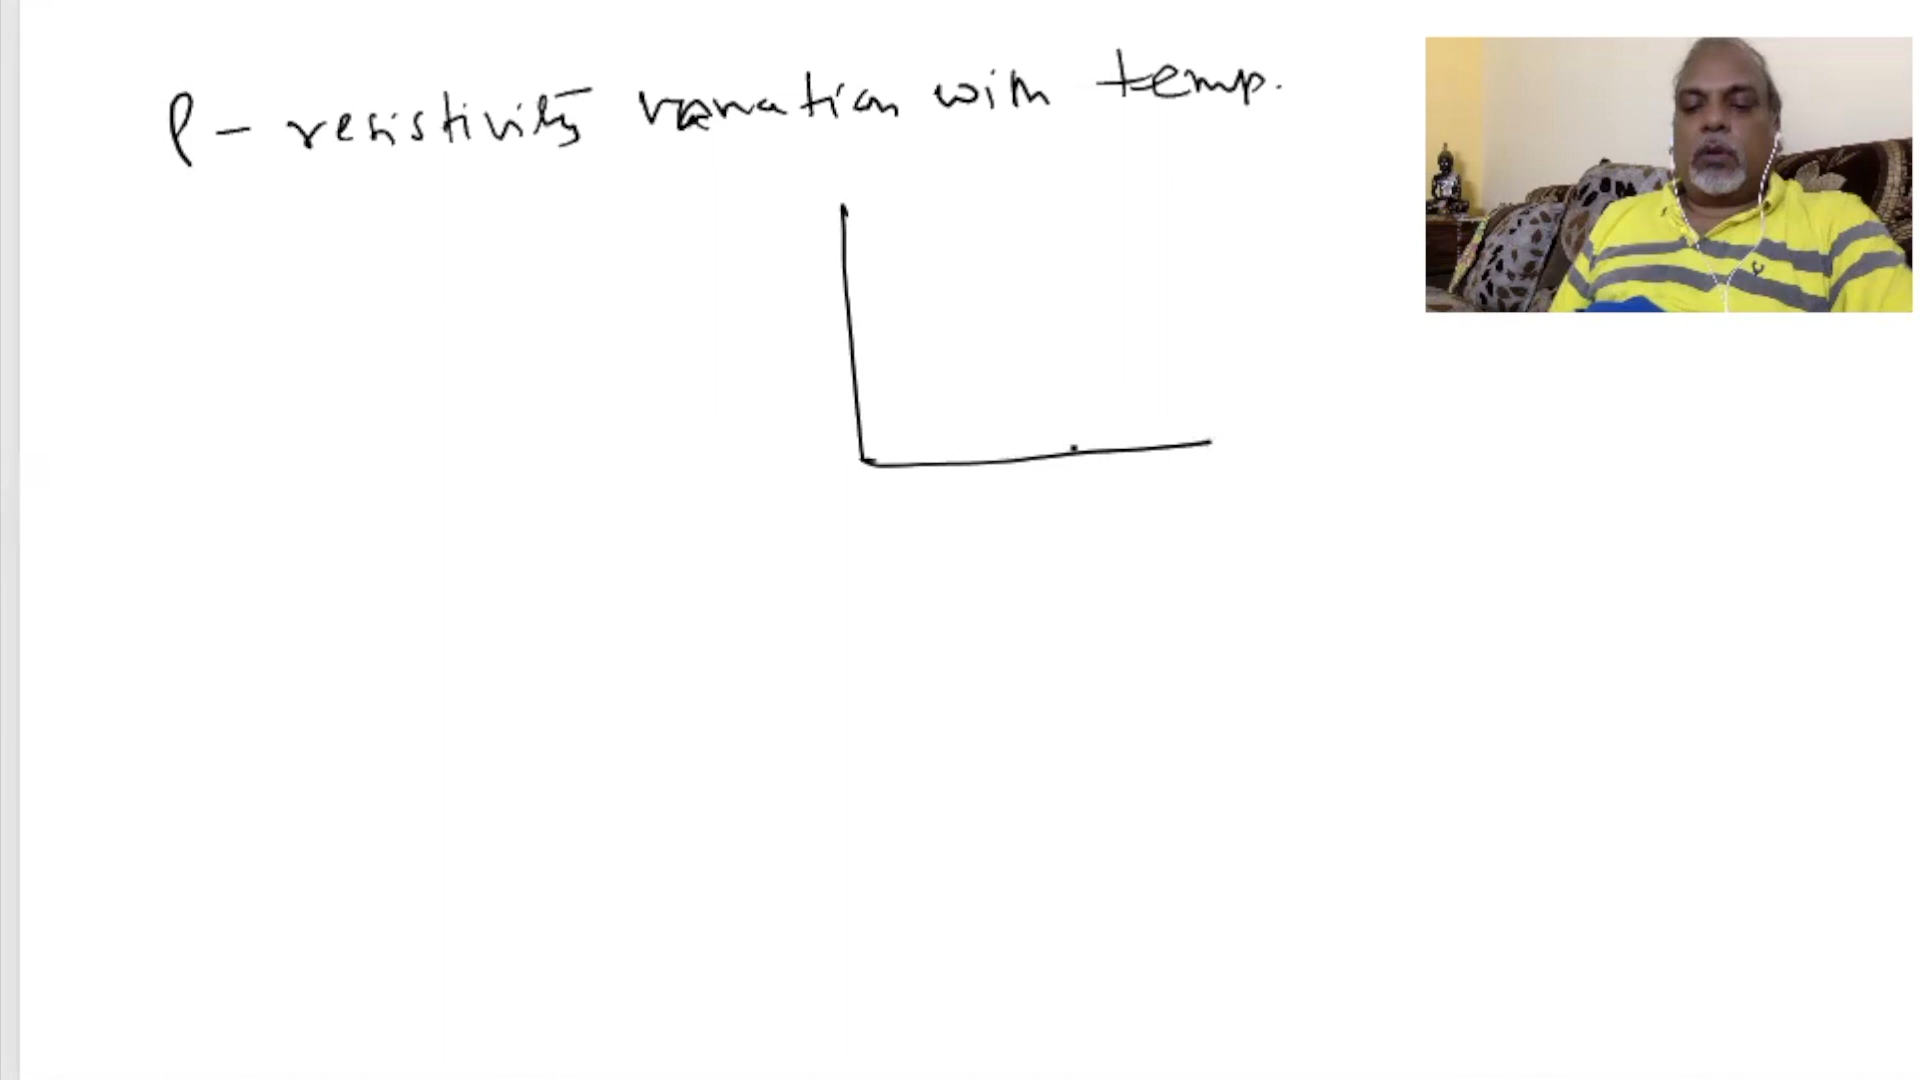 ρ - resistivity variation with temp.